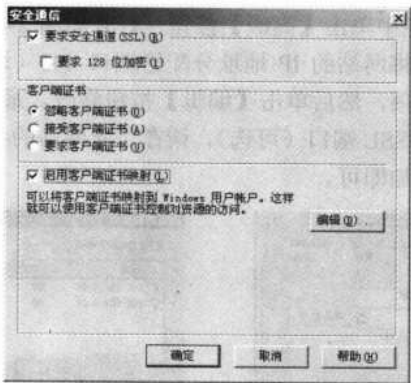 安全通信
要求安全通道(SSL)(R)
要求 128 位加密(1)
客户端证书
忽略客户端证书(O)
接受客户端证书(A)
要求客户端证书(U)
启用客户端证书映射(L)
可以将客户端证书映射到 Windows 用户帐户。这样
就可以使用客户端证书控制对资源的访问。
编辑(D)...
确定
取消
帮助(H)